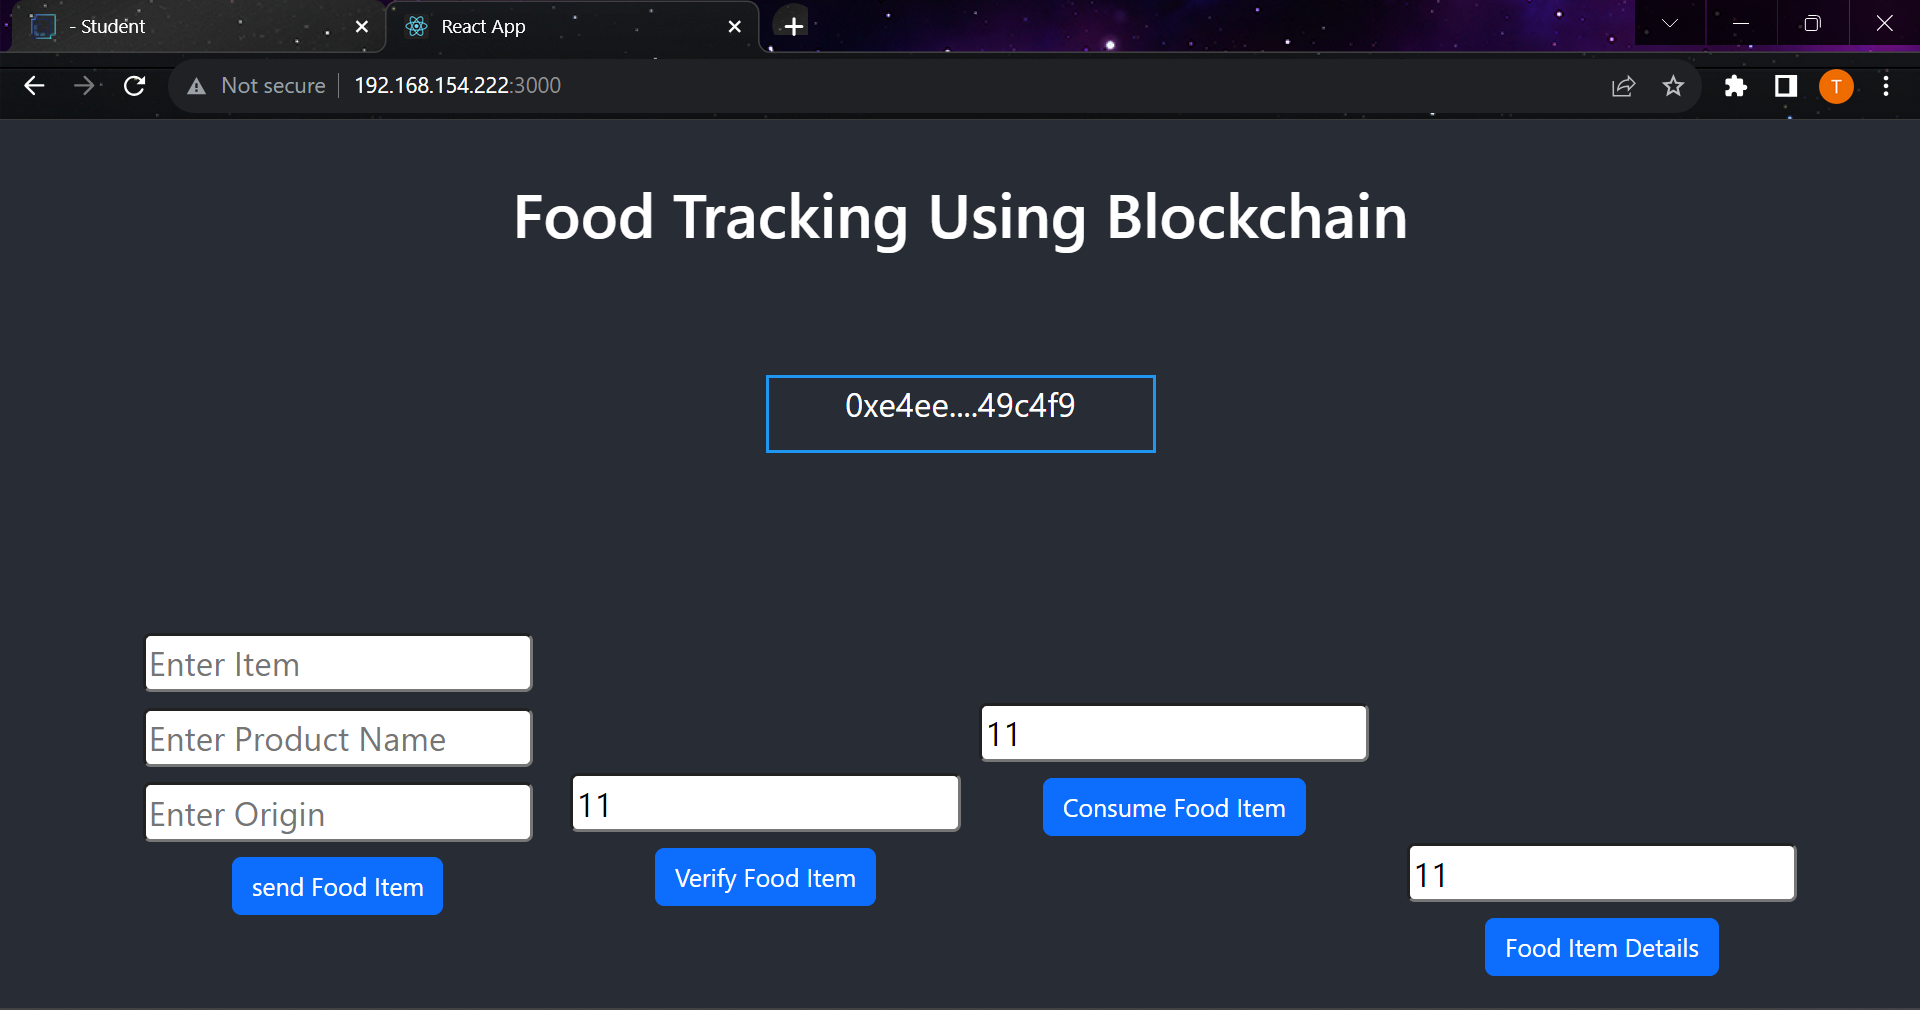 - Student
React App
Not secure
192.168.154.222:3000
T
Food Tracking Using Blockchain
0xe4ee....49c4f9
Enter Item
Enter Product Name
Enter Origin
send Food Item
11
Verify Food Item
11
Consume Food Item
11
Food Item Details